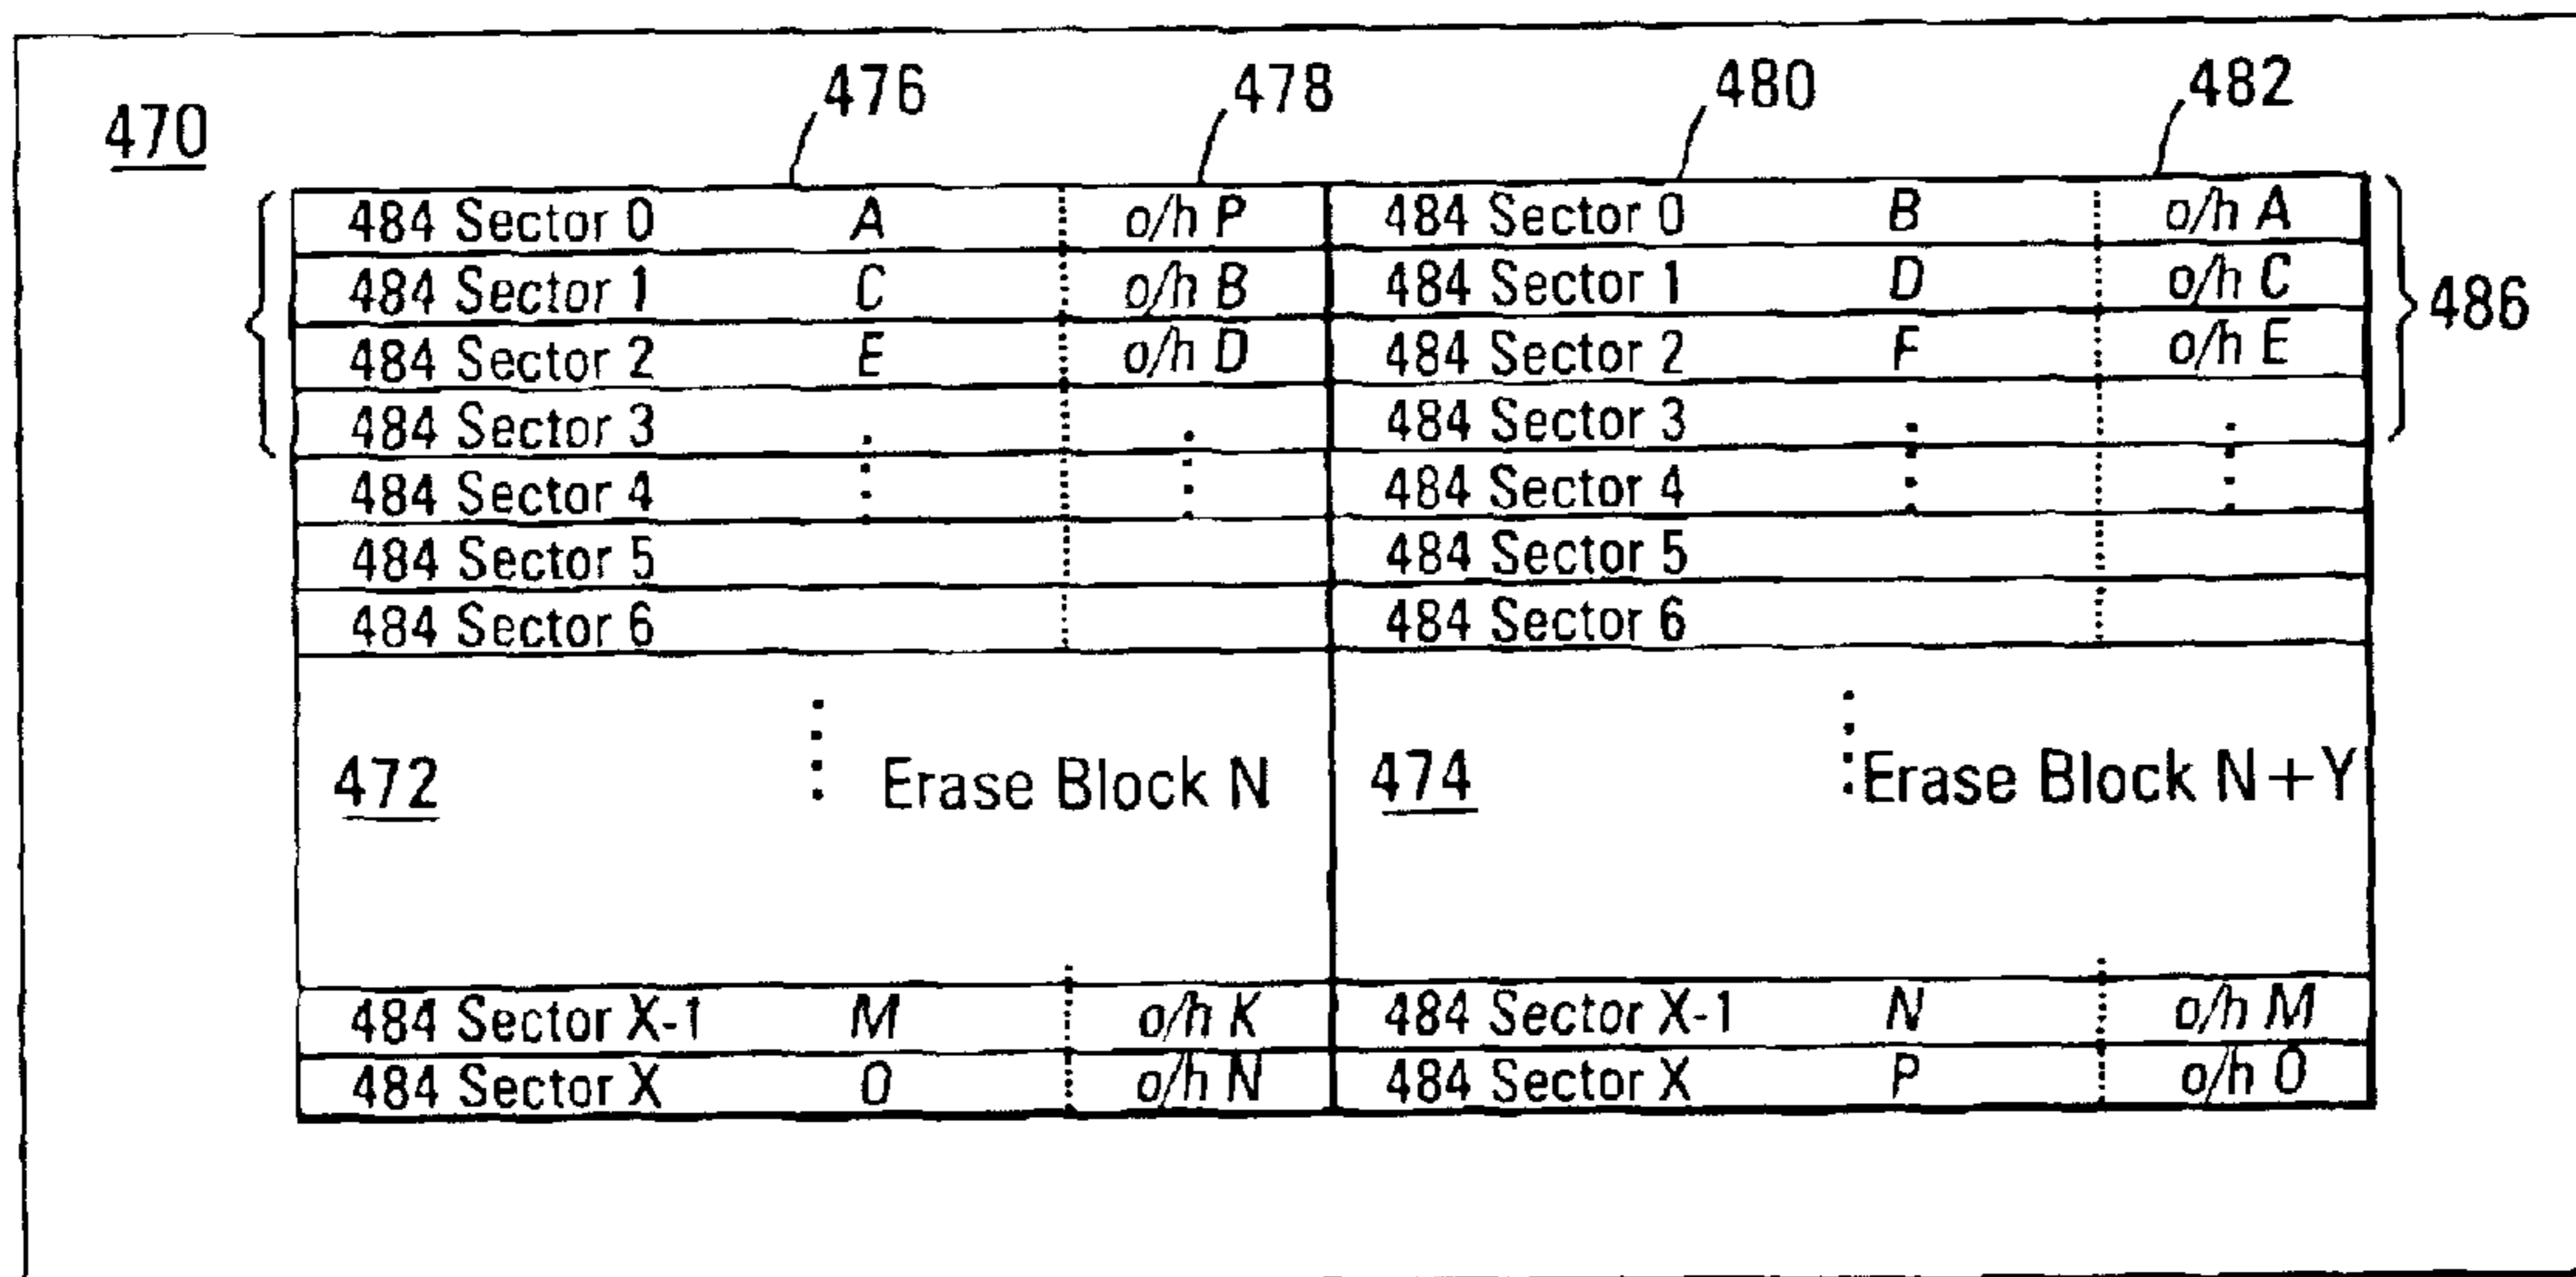 470 476 478 480 482
484 Sector 0 A o/h P 484 Sector 0 B o/h A
484 Sector 1 C o/h B 484 Sector 1 D o/h C
486
484 Sector 2 E o/h D 484 Sector 2 F o/h E
484 Sector 3 484 Sector 3
484 Sector 4 484 Sector 4
484 Sector 5 484 Sector 5
484 Sector 6 484 Sector 6
472 Erase Block N 474 Erase Block N+Y
484 Sector X-1 M o/h K 484 Sector X-1 N o/h M
484 Sector X O o/h N 484 Sector X P o/h O